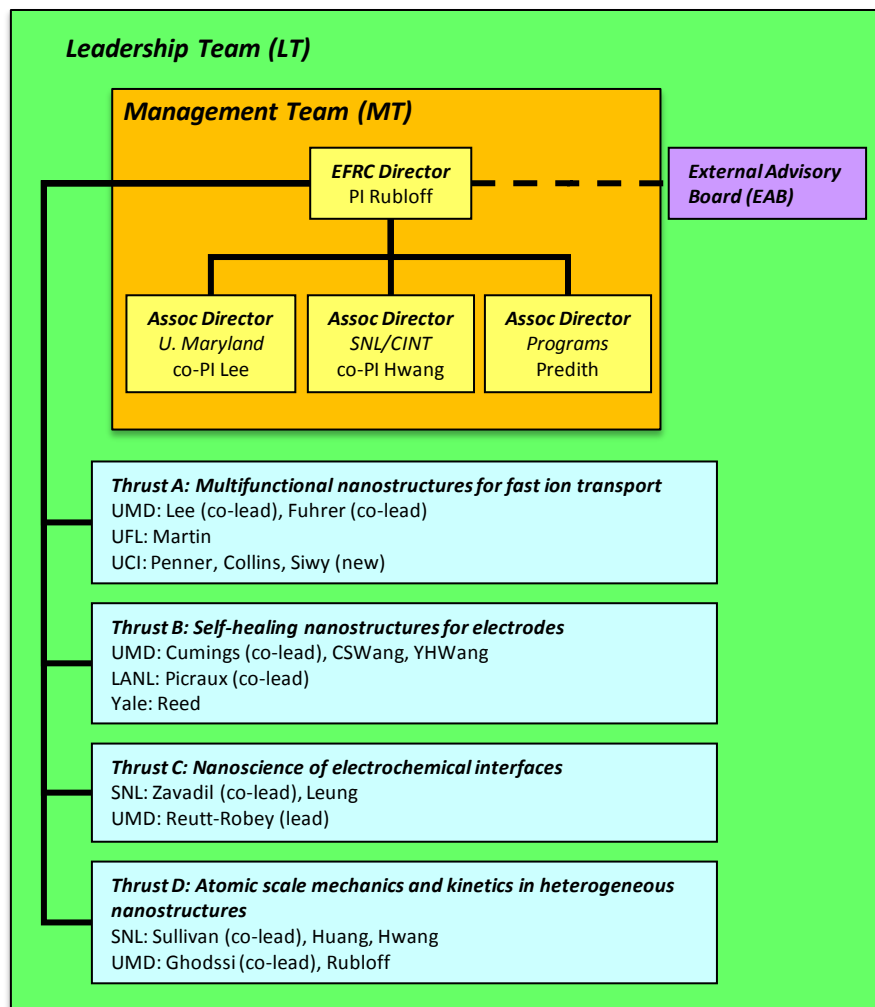 Leadership Team (LT)
Management Team (MT)
EFRC Director
PI Rubloff
External Advisory
Board (EAB)
Assoc Director
U. Maryland
co-PI Lee
Assoc Director
SNL/CINT
co-PI Hwang
Assoc Director
Programs
Predith
Thrust A: Multifunctional nanostructures for fast ion transport
UMD: Lee (co-lead), Fuhrer (co-lead)
UFL: Martin
UCI: Penner, Collins, Siwy (new)
Thrust B: Self-healing nanostructures for electrodes
UMD: Cumings (co-lead), CSWang, YHWang
LANL: Picraux (co-lead)
Yale: Reed
Thrust C: Nanoscience of electrochemical interfaces
SNL: Zavadil (co-lead), Leung
UMD: Reutt-Robey (lead)
Thrust D: Atomic scale mechanics and kinetics in heterogeneous
nanostructures
SNL: Sullivan (co-lead), Huang, Hwang
UMD: Ghodssi (co-lead), Rubloff